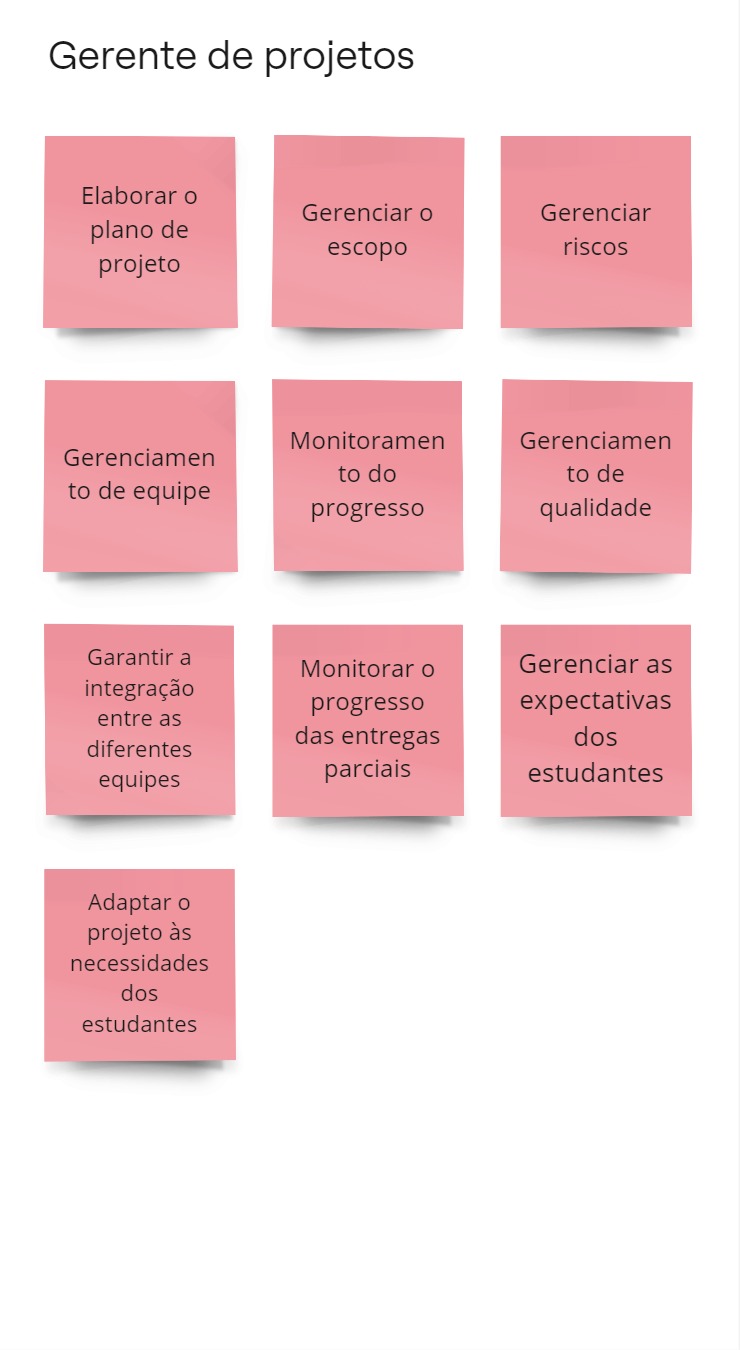 Gerente de projetos
Elaborar o
plano de
projeto
Gerenciar o
escopo
Gerenciar
riscos
Gerenciamen
to de equipe
Monitoramen
to do
progresso
Gerenciamen
to de
qualidade
Garantir a
integração
entre as
diferentes
equipes
Monitorar o
progresso
das entregas
parciais
Gerenciar as
expectativas
dos
estudantes
Adaptar o
projeto às
necessidades
dos
estudantes